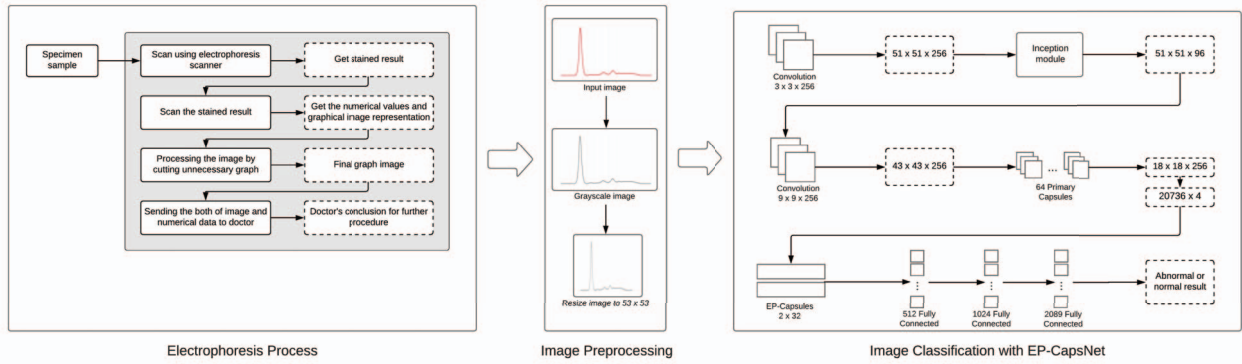 Specimen
sample
Scan using electrophoresis
scanner
Get stained result
Scan the stained result
Get the numerical values and
graphical image representation
Processing the image by
cutting unnecessary graph
Final graph image
Sending the both of image and
numerical data to doctor
Doctor's conclusion for further
procedure
Electrophoresis Process
Input image
Grayscale image
Resize image to 53 x 53
Image Preprocessing
Convolution
3 x 3 x 256
51 x 51 x 256
Inception
module
51 x 51 x 96
Convolution
9 x 9 x 256
43 x 43 x 256
...
64 Primary
Capsules
18 x 18 x 256
20736 x 4
EP-Capsules
2 x 32
512 Fully
Connected
1024 Fully
Connected
2089 Fully
Connected
Abnormal or
normal result
Image Classification with EP-CapsNet